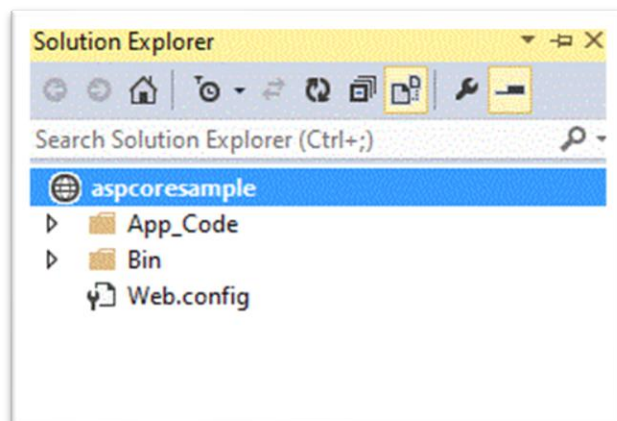 Solution Explorer
Search Solution Explorer (Ctrl+;)
aspcoresample
App_Code
Bin
Web.config